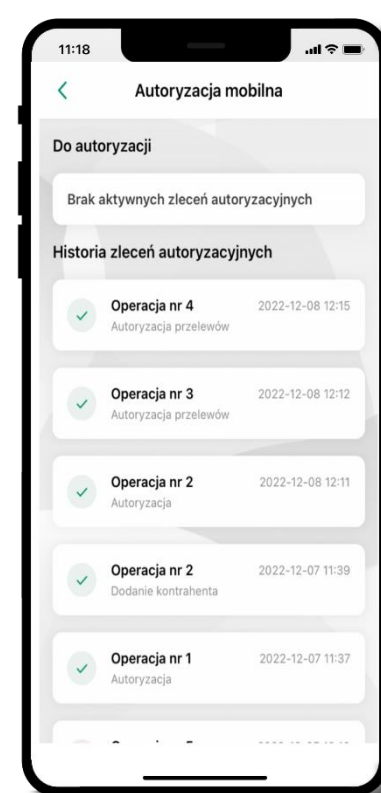 11:18
Autoryzacja mobilna
Do autoryzacji
Brak aktywnych zleceń autoryzacyjnych
Historia zleceń autoryzacyjnych
Operacja nr 4 2022-12-08 12:15
Autoryzacja przelewów
Operacja nr 3 2022-12-08 12:12
Autoryzacja przelewów
Operacja nr 2 2022-12-08 12:11
Autoryzacja
Operacja nr 2 2022-12-07 11:39
Dodanie kontrahenta
Operacja nr 1 2022-12-07 11:37
Autoryzacja